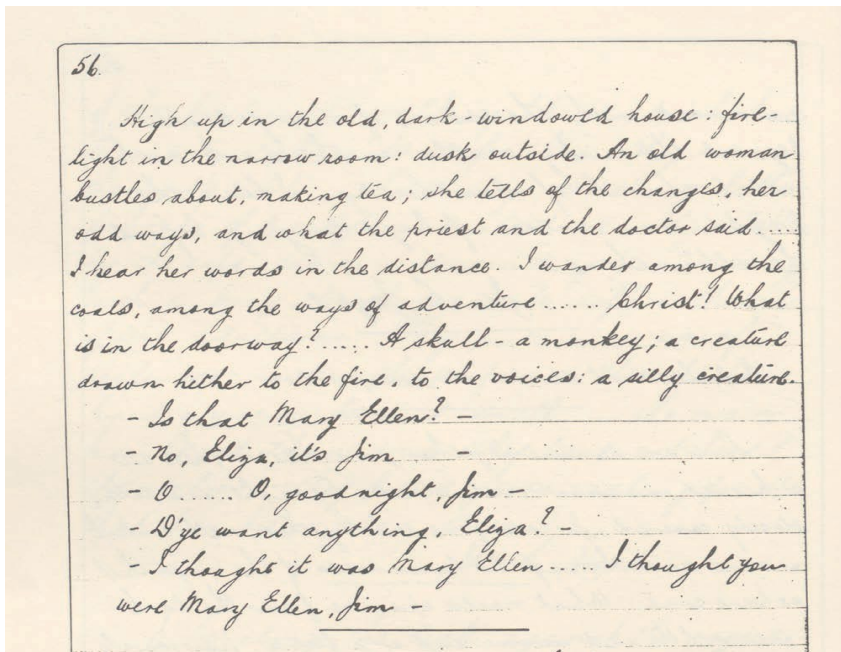 56.
High up in the old, dark-windowed house: fire-
light in the narrow room: dusk outside. An old woman
bustles about, making tea; she tells of the changes, her
odd ways, and what the priest and the doctor said.....
I hear her words in the distance. I wander among the
coals, among the ways of adventure...... Christ! What
is in the doorway?..... A skull - a monkey; a creature
drawn hither to the fire, to the voices: a silly creature.
- Is that Mary Ellen? -
- No, Eliza, it's Jim -
- O...... O, goodnight, Jim -
- D'ye want anything, Eliza? -
- I thought it was Mary Ellen..... I thought you
were Mary Ellen, Jim -